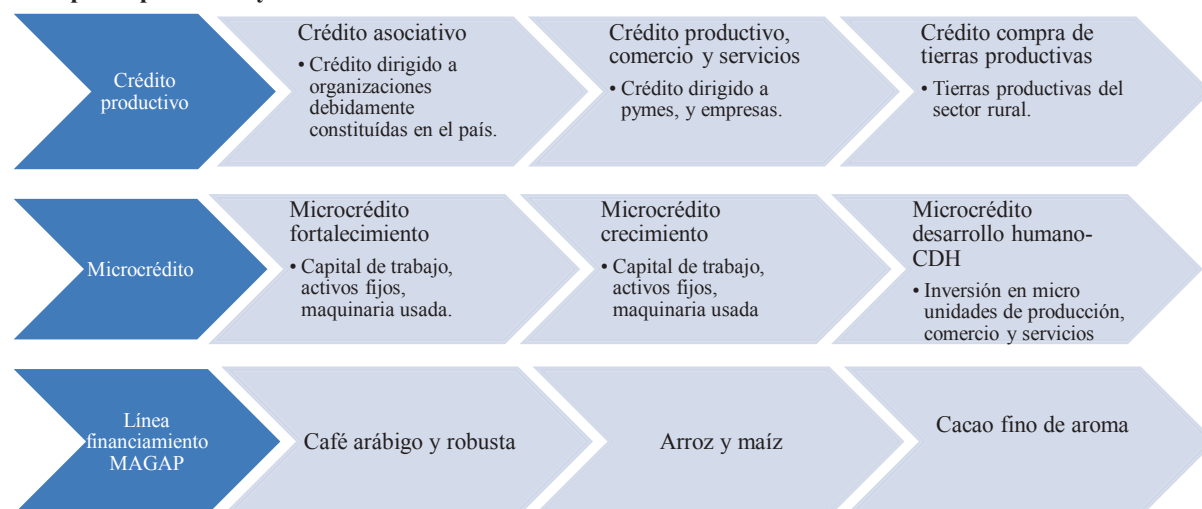 Crédito
productivo
Crédito asociativo
• Crédito dirigido a
organizaciones
debidamente
constituídas en el país.
Crédito productivo,
comercio y servicios
• Crédito dirigido a
pymes, y empresas.
Crédito compra de
tierras productivas
• Tierras productivas del
sector rural.
Microcrédito
Microcrédito
fortalecimiento
• Capital de trabajo,
activos fijos,
maquinaria usada.
Microcrédito
crecimiento
• Capital de trabajo,
activos fijos,
maquinaria usada
Microcrédito
desarrollo humano-
CDH
• Inversión en micro
unidades de producción,
comercio y servicios
Línea
financiamiento
MAGAP
Café arábigo y robusta
Arroz y maíz
Cacao fino de aroma